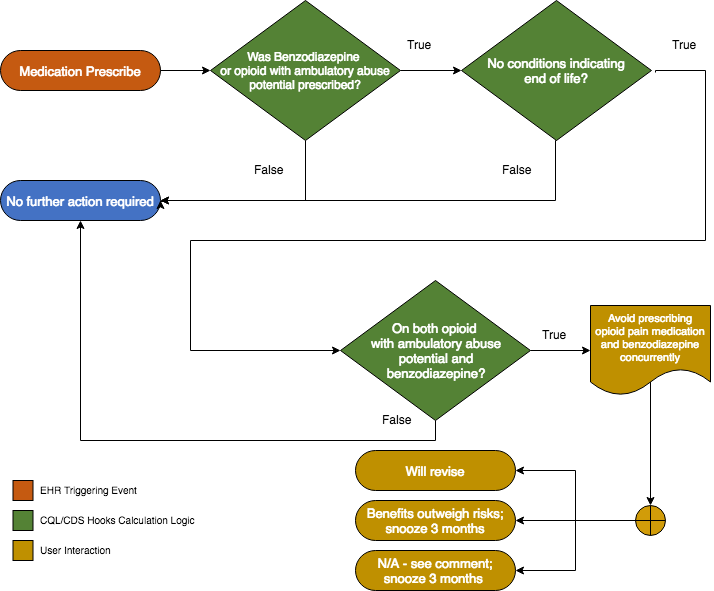 Medication Prescribe
Was Benzodiazepine
or opioid with ambulatory abuse
potential prescribed?
True
No conditions indicating
end of life?
True
False
False
No further action required
On both opioid
with ambulatory abuse
potential and
benzodiazepine?
True
Avoid prescribing
opioid pain medication
and benzodiazepine
concurrently
False
Will revise
Benefits outweigh risks;
snooze 3 months
N/A - see comment;
snooze 3 months
EHR Triggering Event
CQL/CDS Hooks Calculation Logic
User Interaction